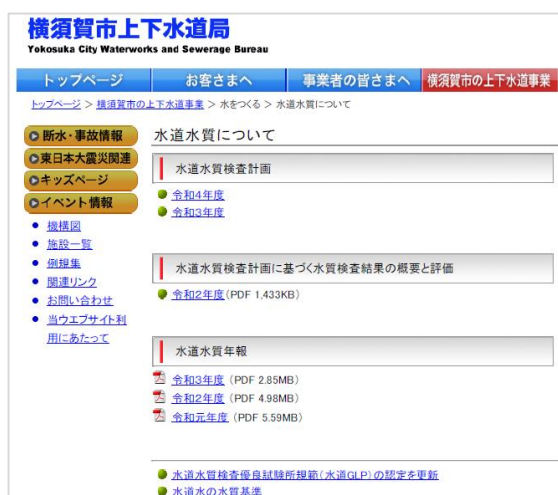 横須賀市上下水道局
Yokosuka City Waterworks and Sewerage Bureau
トップページ お客さまへ 事業者の皆さまへ 横須賀市の上下水道事業
トップページ > 横須賀市の上下水道事業 > 水をつくる > 水道水質について
断水・事故情報
東日本大震災関連
キッズページ
イベント情報
機構図
施設一覧
例規集
関連リンク
お問い合わせ
当ウエブサイト利
用にあたって
水道水質について
水道水質検査計画
令和4年度
令和3年度
水道水質検査計画に基づく水質検査結果の概要と評価
令和2年度(PDF 1,433KB)
水道水質年報
令和3年度 (PDF 2.85MB)
令和2年度 (PDF 4.98MB)
令和元年度 (PDF 5.59MB)
水道水質検査優良試験所規範(水道GLP)の認定を更新
水道水の水質基準